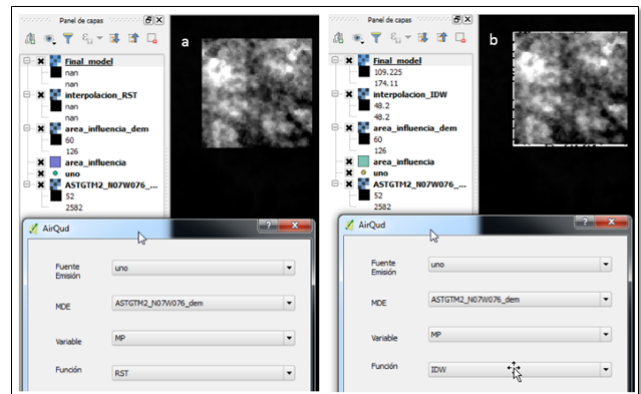 Panel de capas
a
Final_model
nan
nan
interpolacion_RST
nan
nan
area_influencia_dem
60
126
area_influencia
uno
ASTGTM2_N07W076_...
52
2582
AirQud
?
Fuente
Emisión
uno
MDE
ASTGTM2_N07W076_dem
Variable
MP
Función
RST
Panel de capas
b
Final_model
109.225
174.11
interpolacion_IDW
48.2
48.2
area_influencia_dem
60
126
area_influencia
uno
ASTGTM2_N07W076_...
52
2582
AirQud
?
Fuente
Emisión
uno
MDE
ASTGTM2_N07W076_dem
Variable
MP
Función
IDW